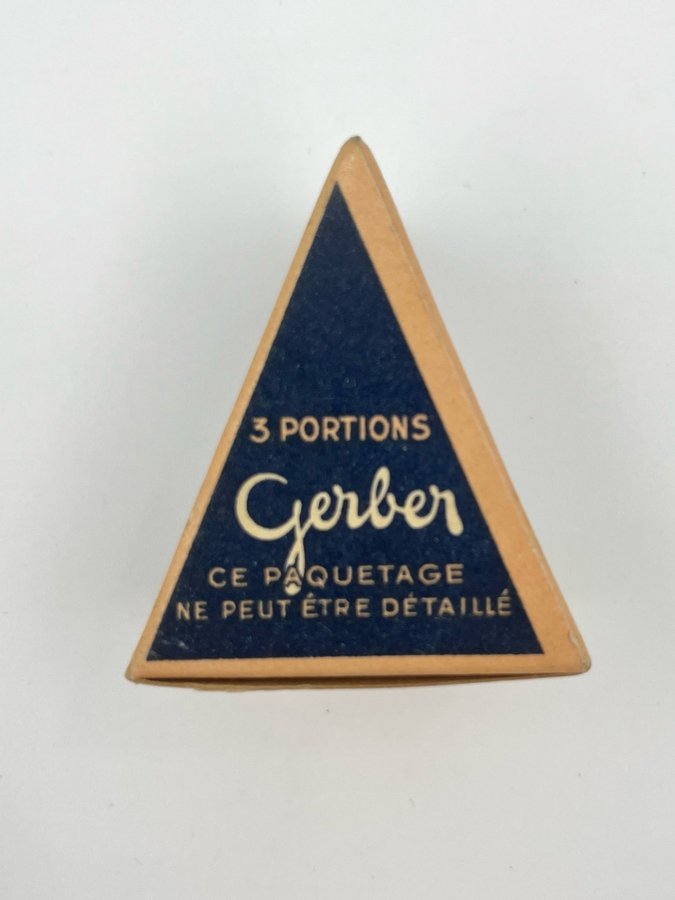 3 PORTIONS
Gerber
CE PAQUETAGE
NE PEUT ÊTRE DÉTAILLÉ